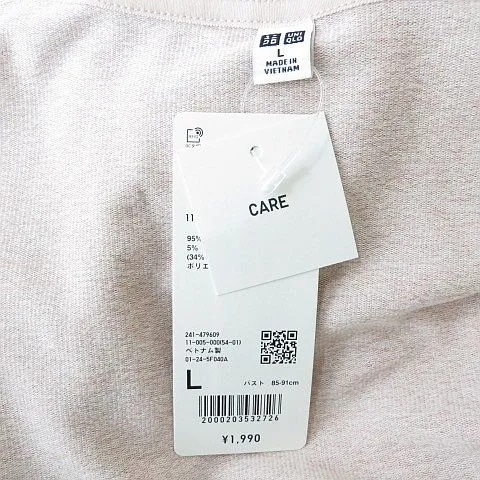 UNI
QLO
L
MADE IN
VIETNAM
CARE
11
95%
5%
(34%
ポリエ
241-479609
11-005-000(54-01)
ベトナム製
01-24-5F040A
L バスト 85-91cm
2000203532726
¥1,990